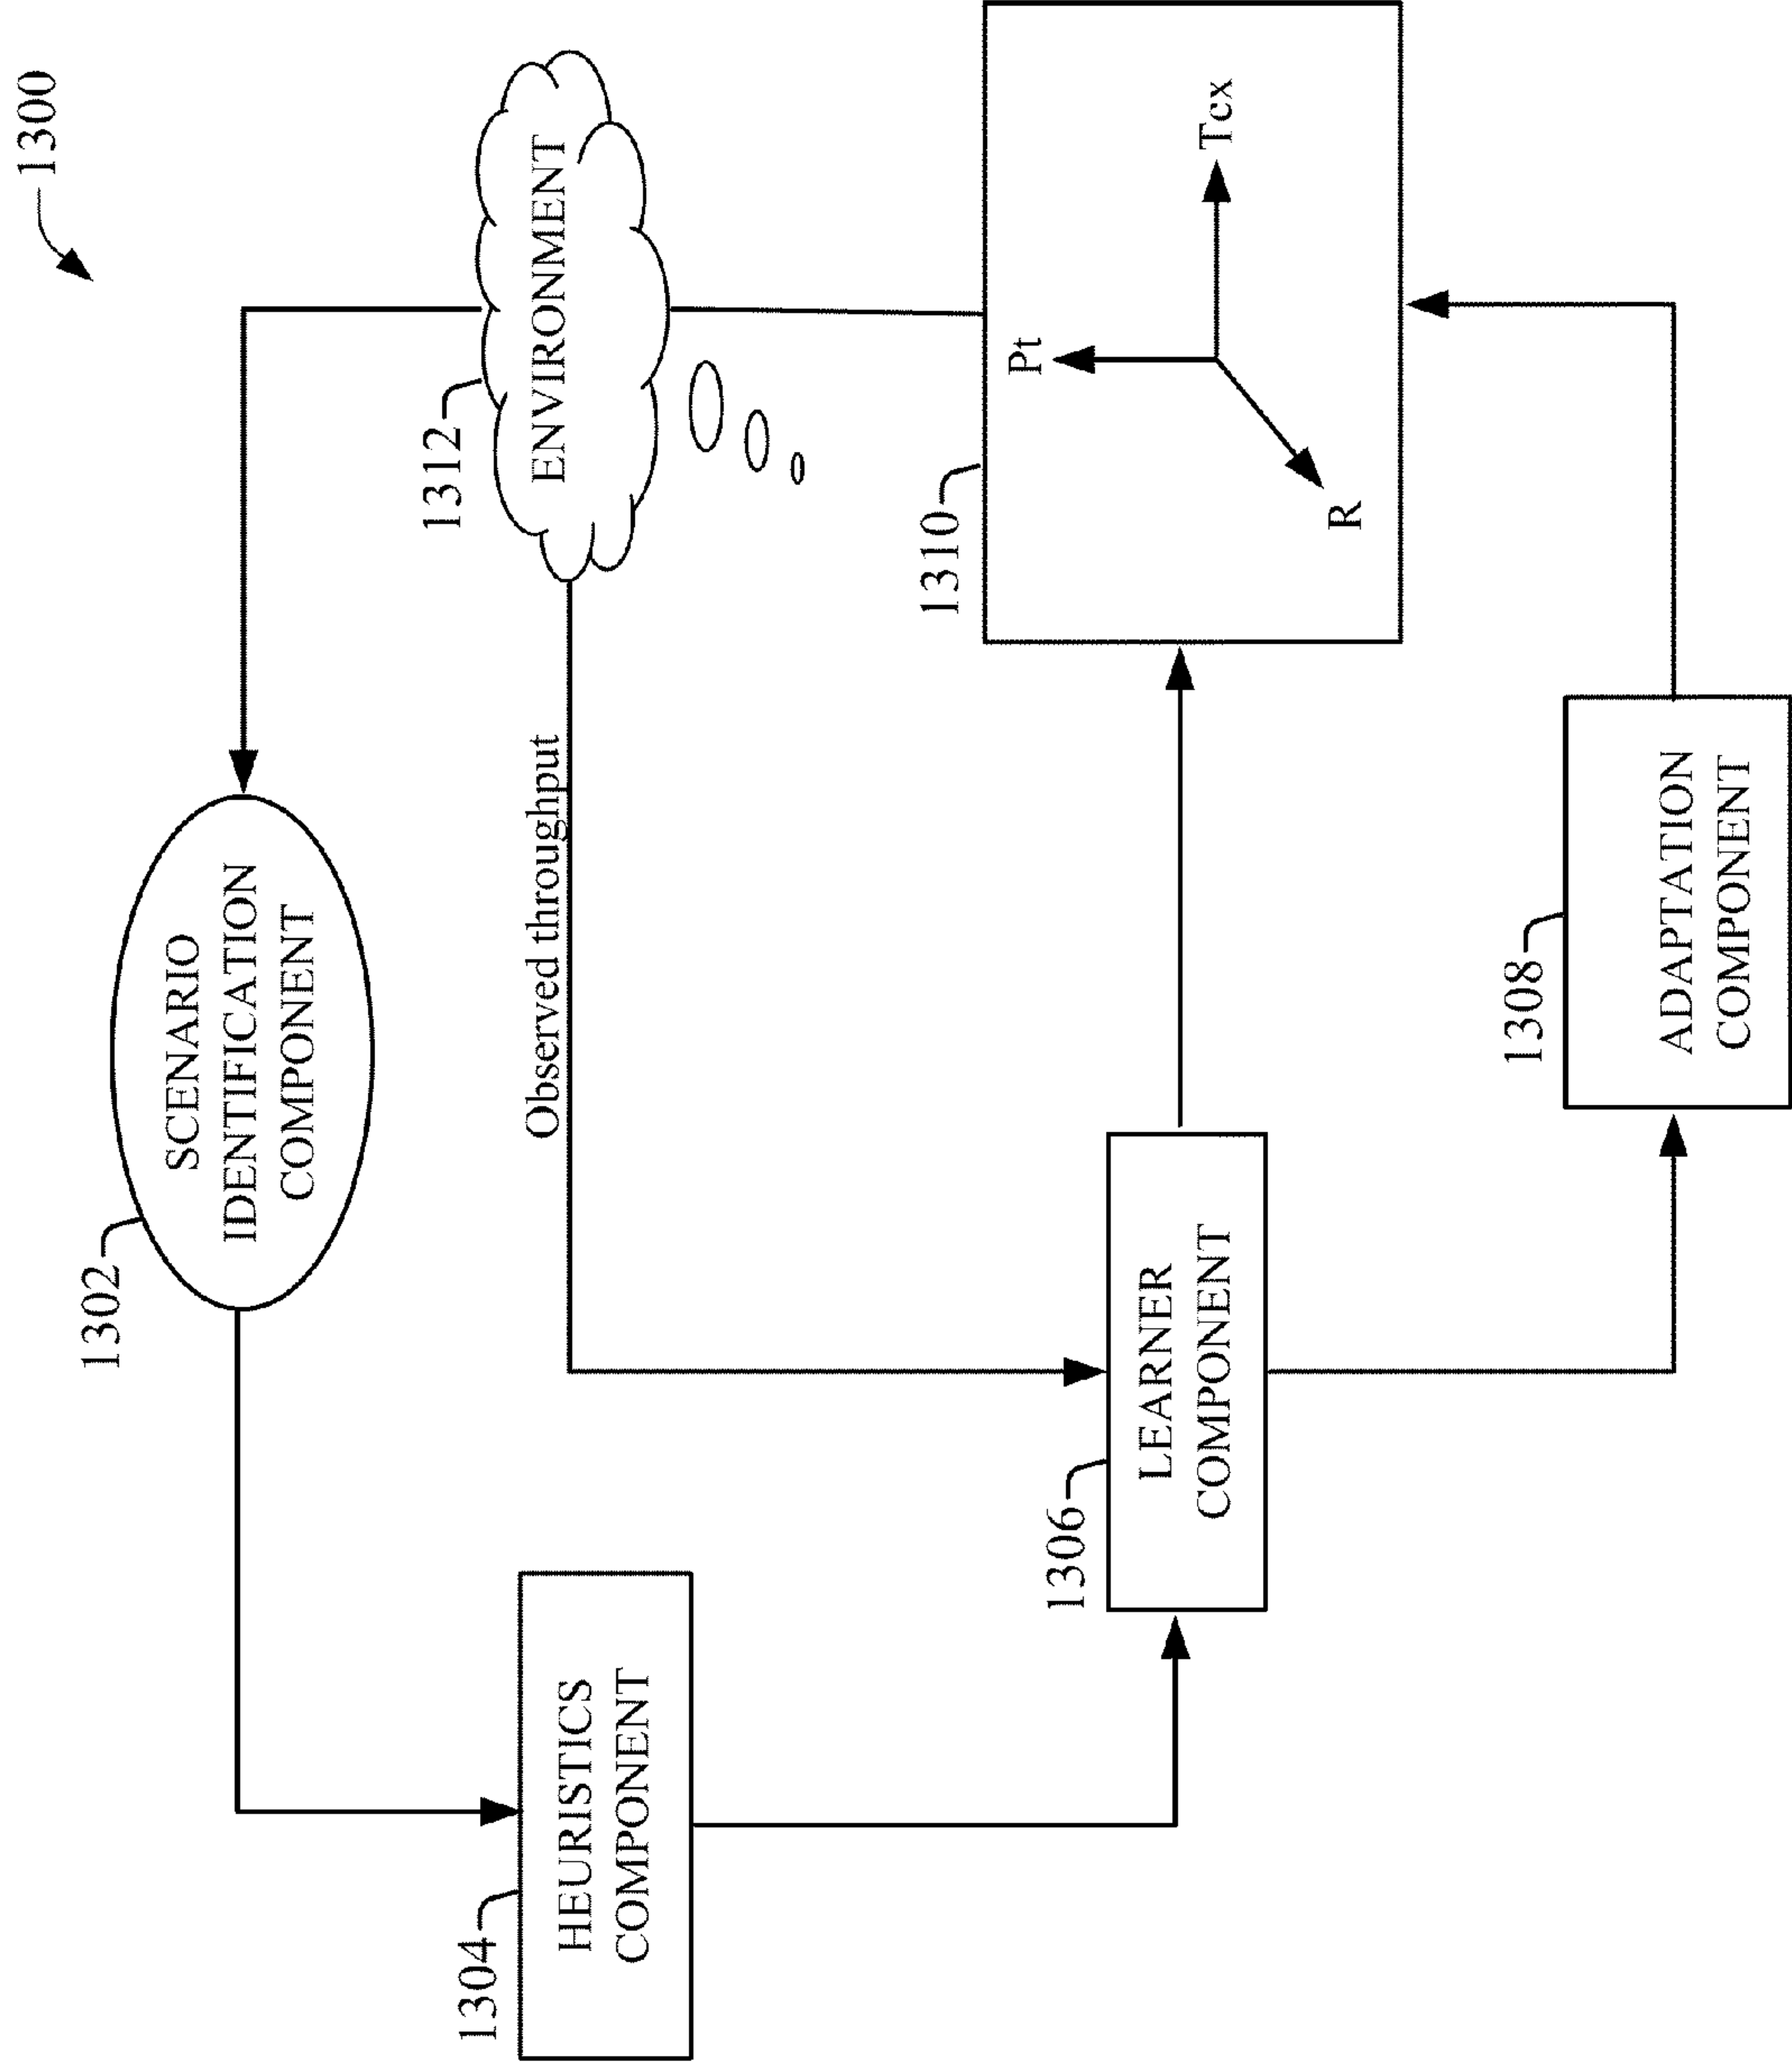 1300
1302
SCENARIO
IDENTIFICATION
COMPONENT
1312
ENVIRONMENT
Observed throughput
1304
HEURISTICS
COMPONENT
1306
LEARNER
COMPONENT
1310
Pt
Tcx
R
1308
ADAPTATION
COMPONENT